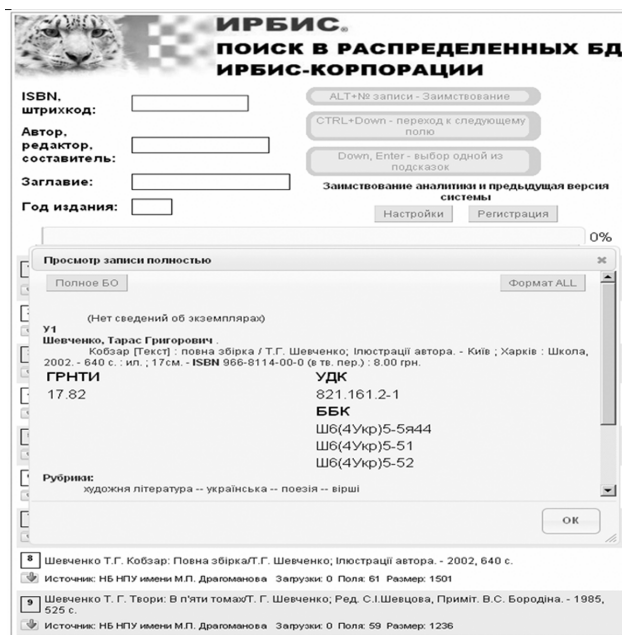 ИРБИС®
ПОИСК В РАСПРЕДЕЛЕННЫХ БД
ИРБИС-КОРПОРАЦИИ
ISBN,
штрихкод:
ALT+№ записи - Заимствование
Автор,
редактор,
составитель:
CTRL+Down - переход к следующему
полю
Down, Enter - выбор одной из
подсказок
Заглавие:
Заимствование аналитики и предыдущая версия
системы
Год издания:
Настройки Регистрация
0%
Просмотр записи полностью
Полное БО Формат ALL
(Нет сведений об экземплярах)
У1
Шевченко, Тарас Григорович .
Кобзар [Текст] : повна збірка / Т.Г. Шевченко; Ілюстрації автора. - Київ ; Харків : Школа,
2002. - 640 с. : ил. ; 17см. - ISBN 966-8114-00-0 (в тв. пер.) : 8.00 грн.
ГРНТИ УДК
17.82 821.161.2-1
ББК
Ш6(4Укр)5-5я44
Ш6(4Укр)5-51
Ш6(4Укр)5-52
Рубрики:
художня література -- українська -- поезія -- вірші
OK
8 Шевченко Т.Г. Кобзар: Повна збірка/Т.Г. Шевченко; Ілюстрації автора. - 2002, 640 с.
Источник: НБ НПУ имени М.П. Драгоманова Загрузки: 0 Поля: 61 Размер: 1501
9 Шевченко Т. Г. Твори: В п'яти томах/Т. Г. Шевченко; Ред. С.І.Шевцова, Приміт. В.С. Бородіна. - 1985,
525 с.
Источник: НБ НПУ имени М.П. Драгоманова Загрузки: 0 Поля: 59 Размер: 1236